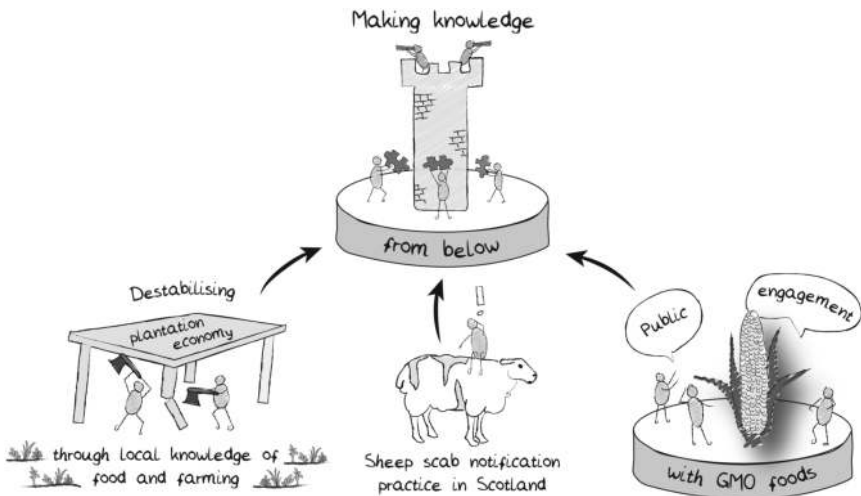 Making knowledge
from below
Destabilising
plantation
economy
through local knowledge of
food and farming
!
Sheep scab notification
practice in Scotland
Public
engagement
with GMO foods